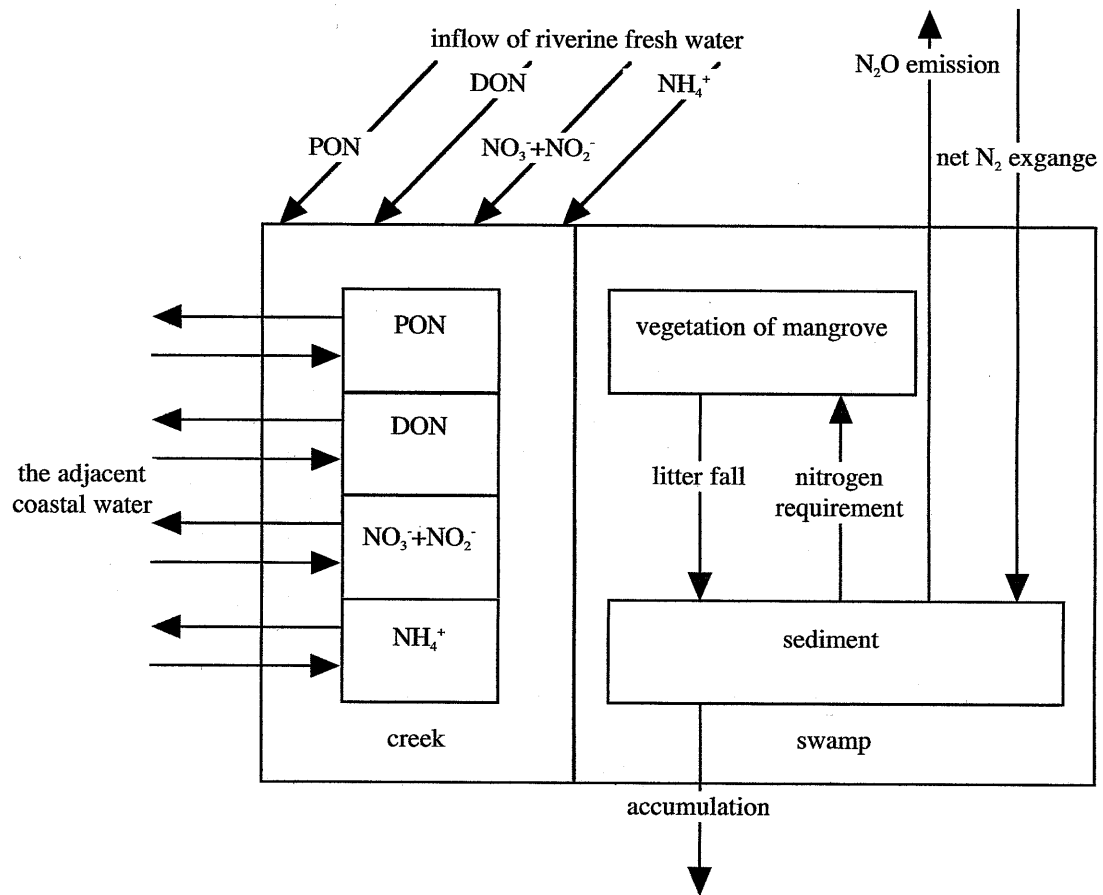 inflow of riverine fresh water
PON
DON
NO₃⁻+NO₂⁻
NH₄⁺
N₂O emission
net N₂ exgange
the adjacent
coastal water
PON
DON
NO₃⁻+NO₂⁻
NH₄⁺
creek
vegetation of mangrove
litter fall
nitrogen
requirement
sediment
swamp
accumulation